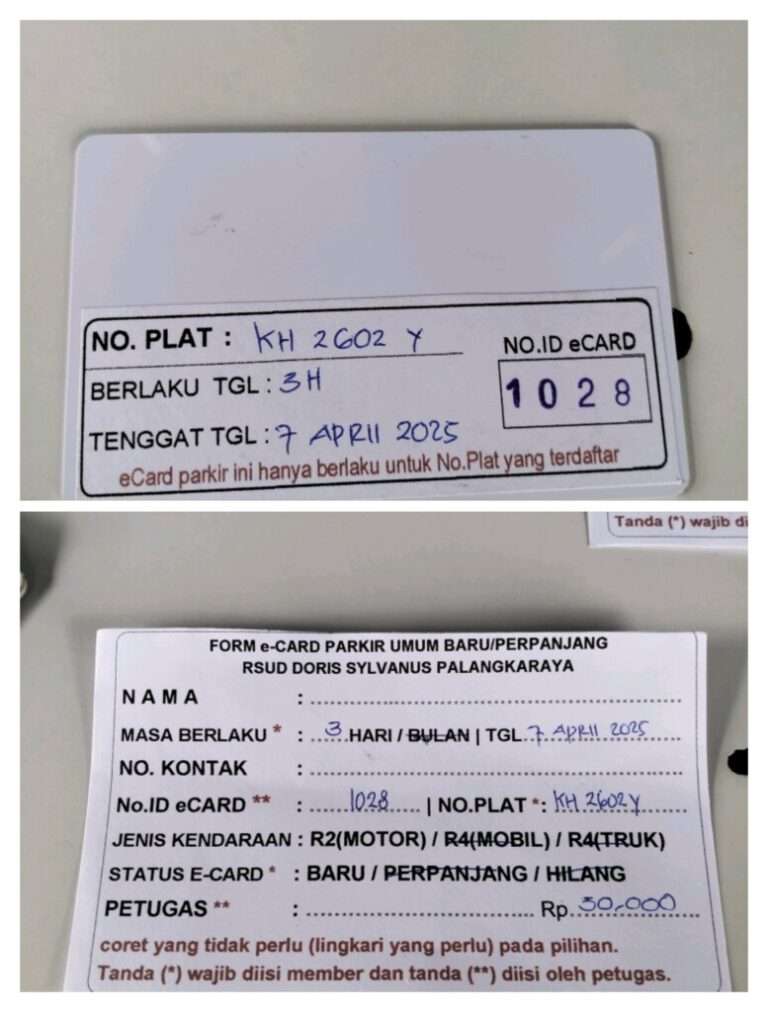 NO. PLAT : KH 2602 Y
NO.ID eCARD
BERLAKU TGL : 3 H
1028
TENGGAT TGL : 7 APRIL 2025
eCard parkir ini hanya berlaku untuk No.Plat yang terdaftar
Tanda (*) wajib di
FORM e-CARD PARKIR UMUM BARU/PERPANJANG
RSUD DORIS SYLVANUS PALANGKARAYA
NAMA :
MASA BERLAKU * : 3 HARI / BULAN | TGL 7 APRIL 2025
NO. KONTAK :
No.ID eCARD ** : 1028 | NO.PLAT *: KH 2602 Y
JENIS KENDARAAN : R2(MOTOR) / R4(MOBIL) / R4(TRUK)
STATUS E-CARD * : BARU / PERPANJANG / HILANG
PETUGAS ** : Rp. 30.000
coret yang tidak perlu (lingkari yang perlu) pada pilihan.
Tanda (*) wajib diisi member dan tanda (**) diisi oleh petugas.